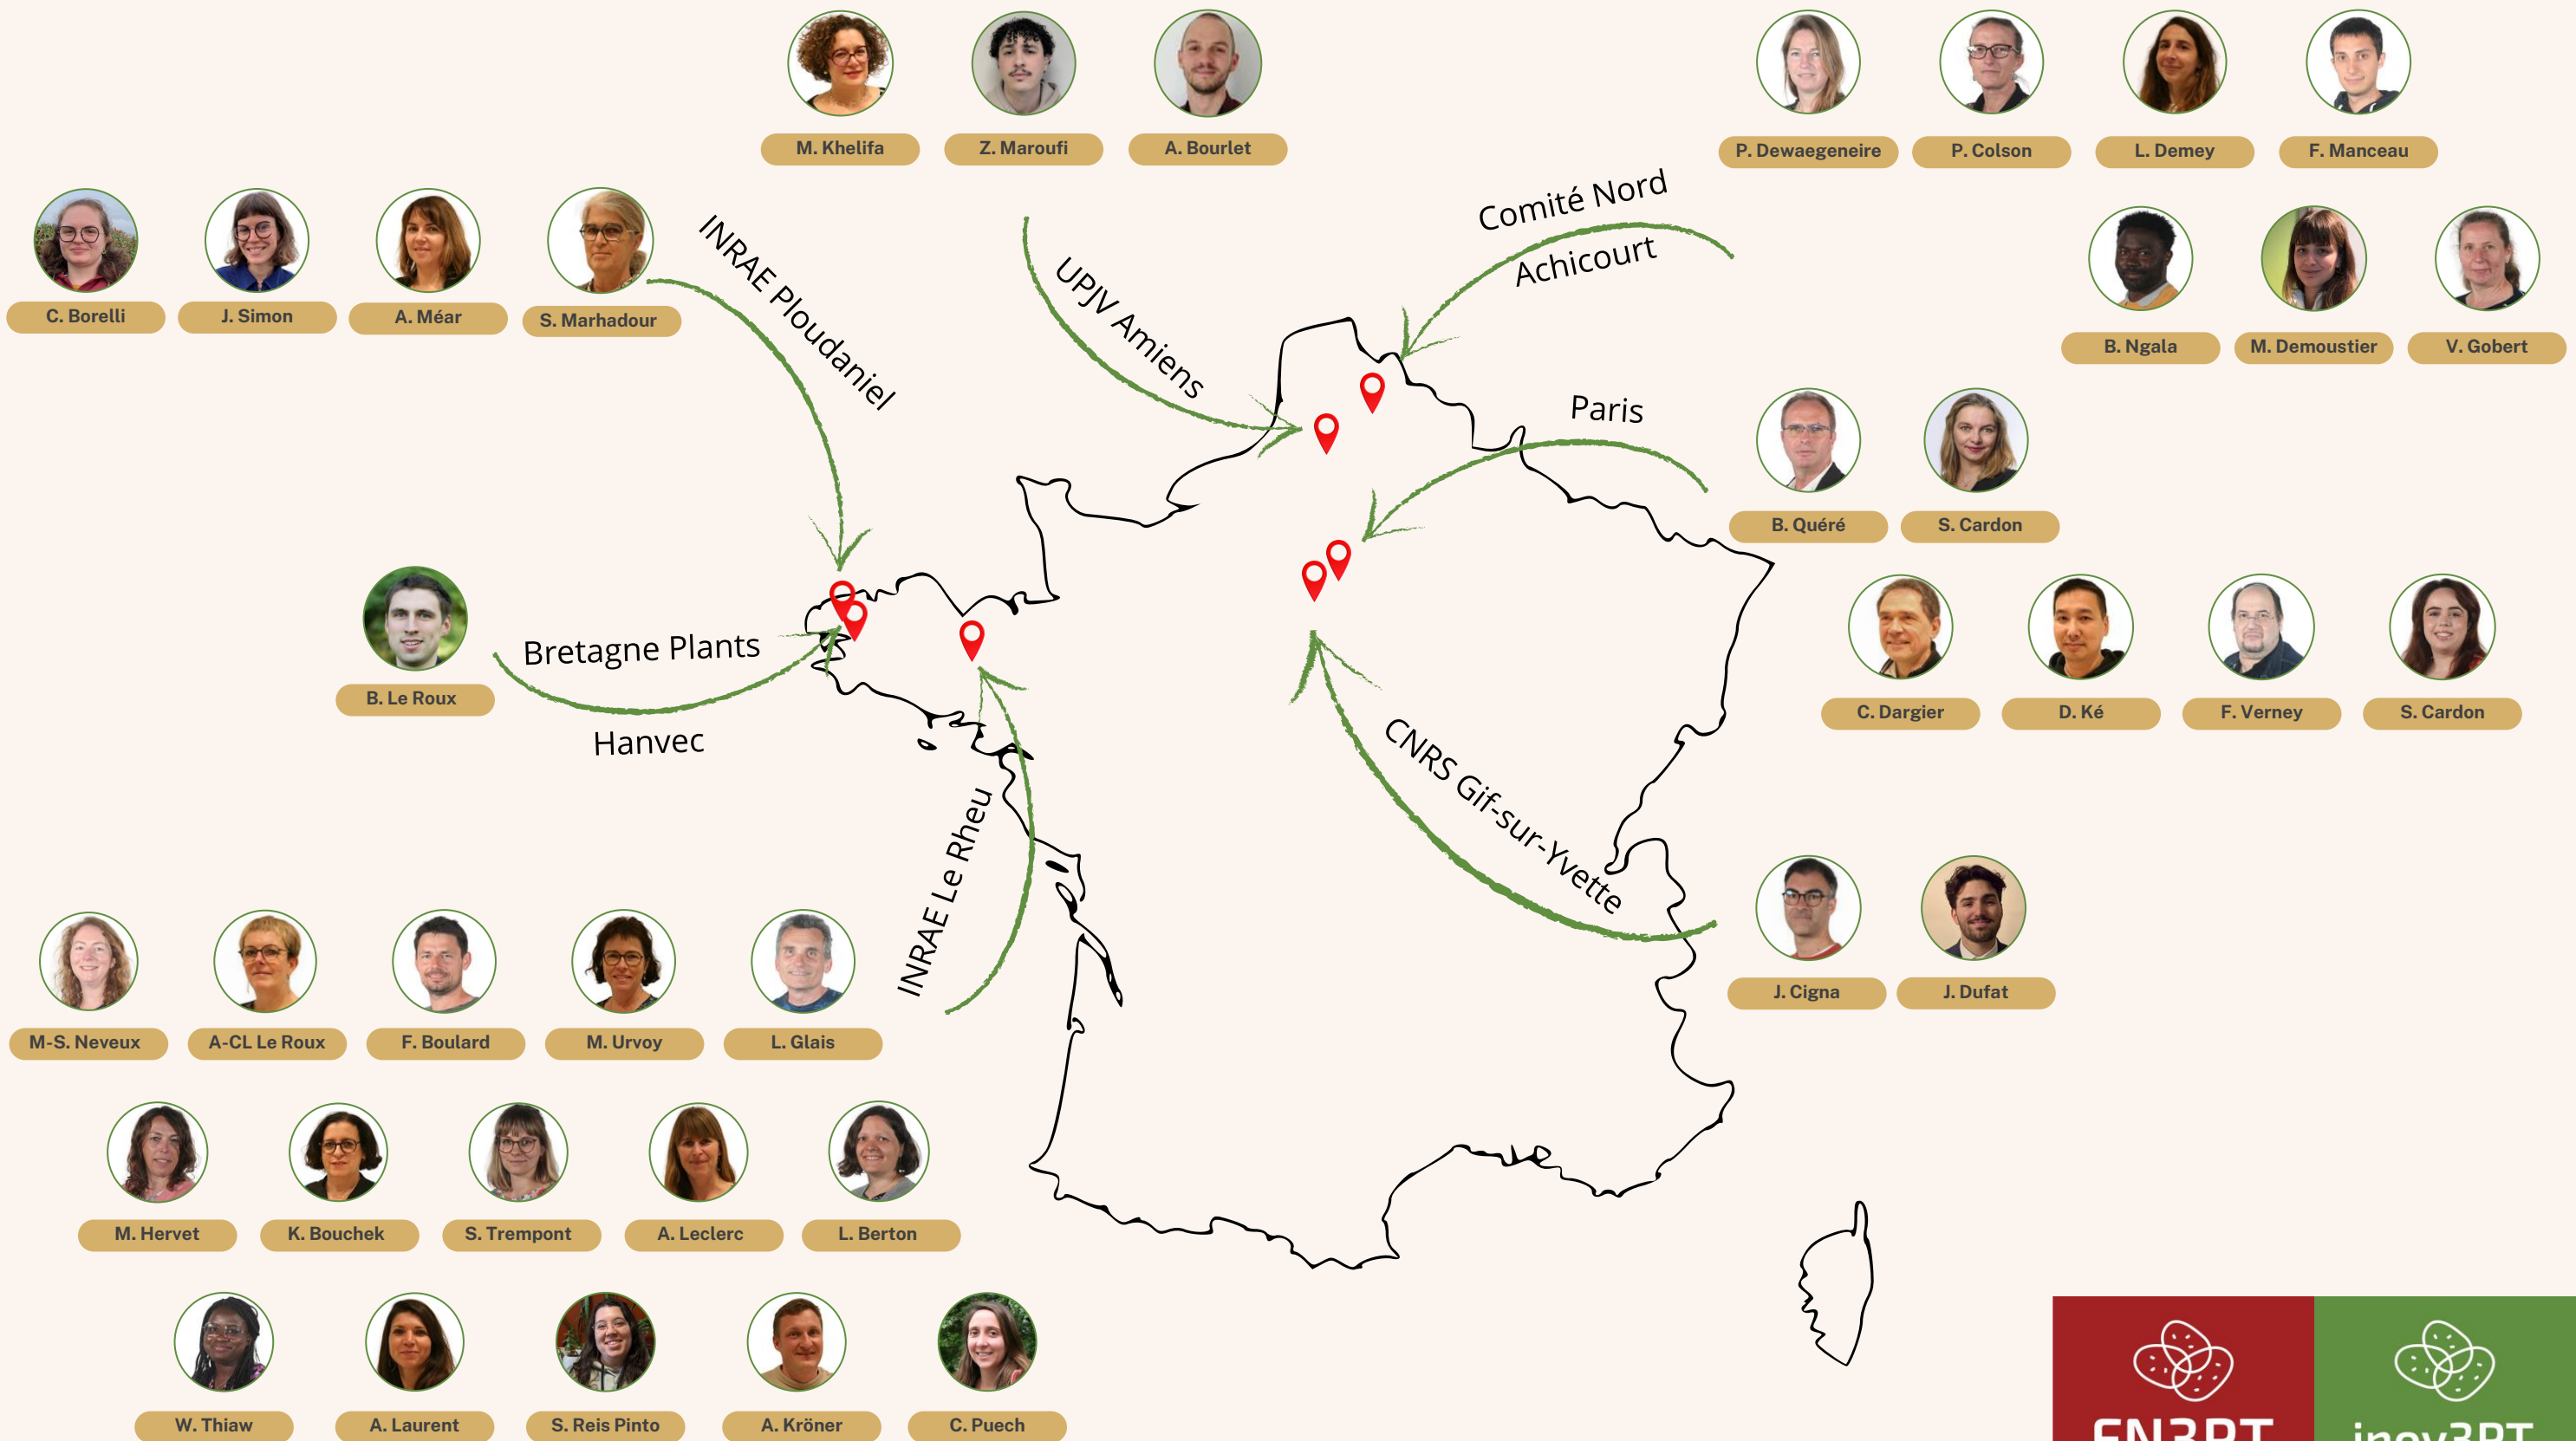 M. Khelifa
Z. Maroufi
A. Bourlet
P. Dewaegeneire
P. Colson
L. Demey
F. Manceau
C. Borelli
J. Simon
A. Méar
S. Marhadour
INRAE Ploudaniel
UPJV Amiens
Comité Nord
Achicourt
B. Ngala
M. Demoustier
V. Gobert
Paris
B. Quéré
S. Cardon
B. Le Roux
Bretagne Plants
Hanvec
C. Dargier
D. Ké
F. Verney
S. Cardon
CNRS Gif-sur-Yvette
INRAE Le Rheu
J. Cigna
J. Dufat
M-S. Neveux
A-CL Le Roux
F. Boulard
M. Urvoy
L. Glais
M. Hervet
K. Bouchek
S. Trempont
A. Leclerc
L. Berton
W. Thiaw
A. Laurent
S. Reis Pinto
A. Kröner
C. Puech
FN3PT
inov3PT